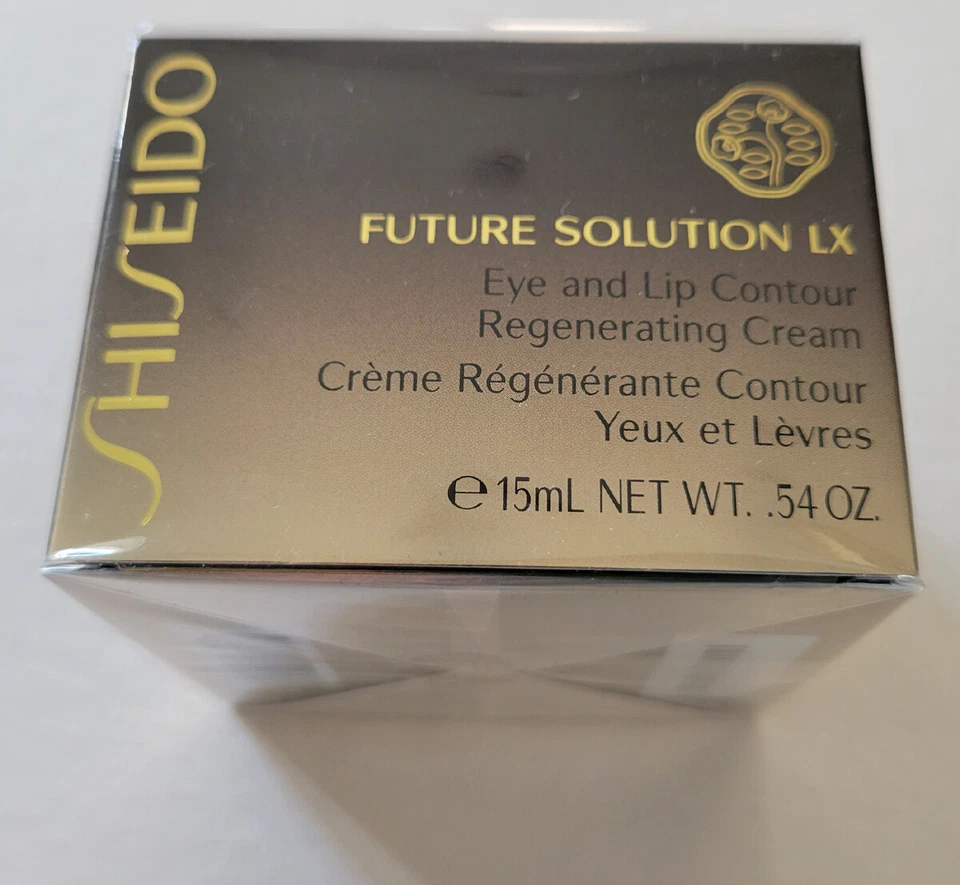 SHISEIDO
FUTURE SOLUTION LX
Eye and Lip Contour
Regenerating Cream
Crème Régénérante Contour
Yeux et Lèvres
℮15mL NET WT. .54 OZ.